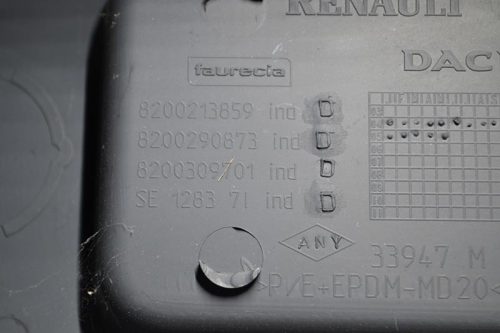 RENAULT
DAC
faurecia
8200213859 ind D
8200290873 ind D
8200309701 ind D
SE 1283 71 ind D
ANY
33947 M
P/E+EPDM-MD20<